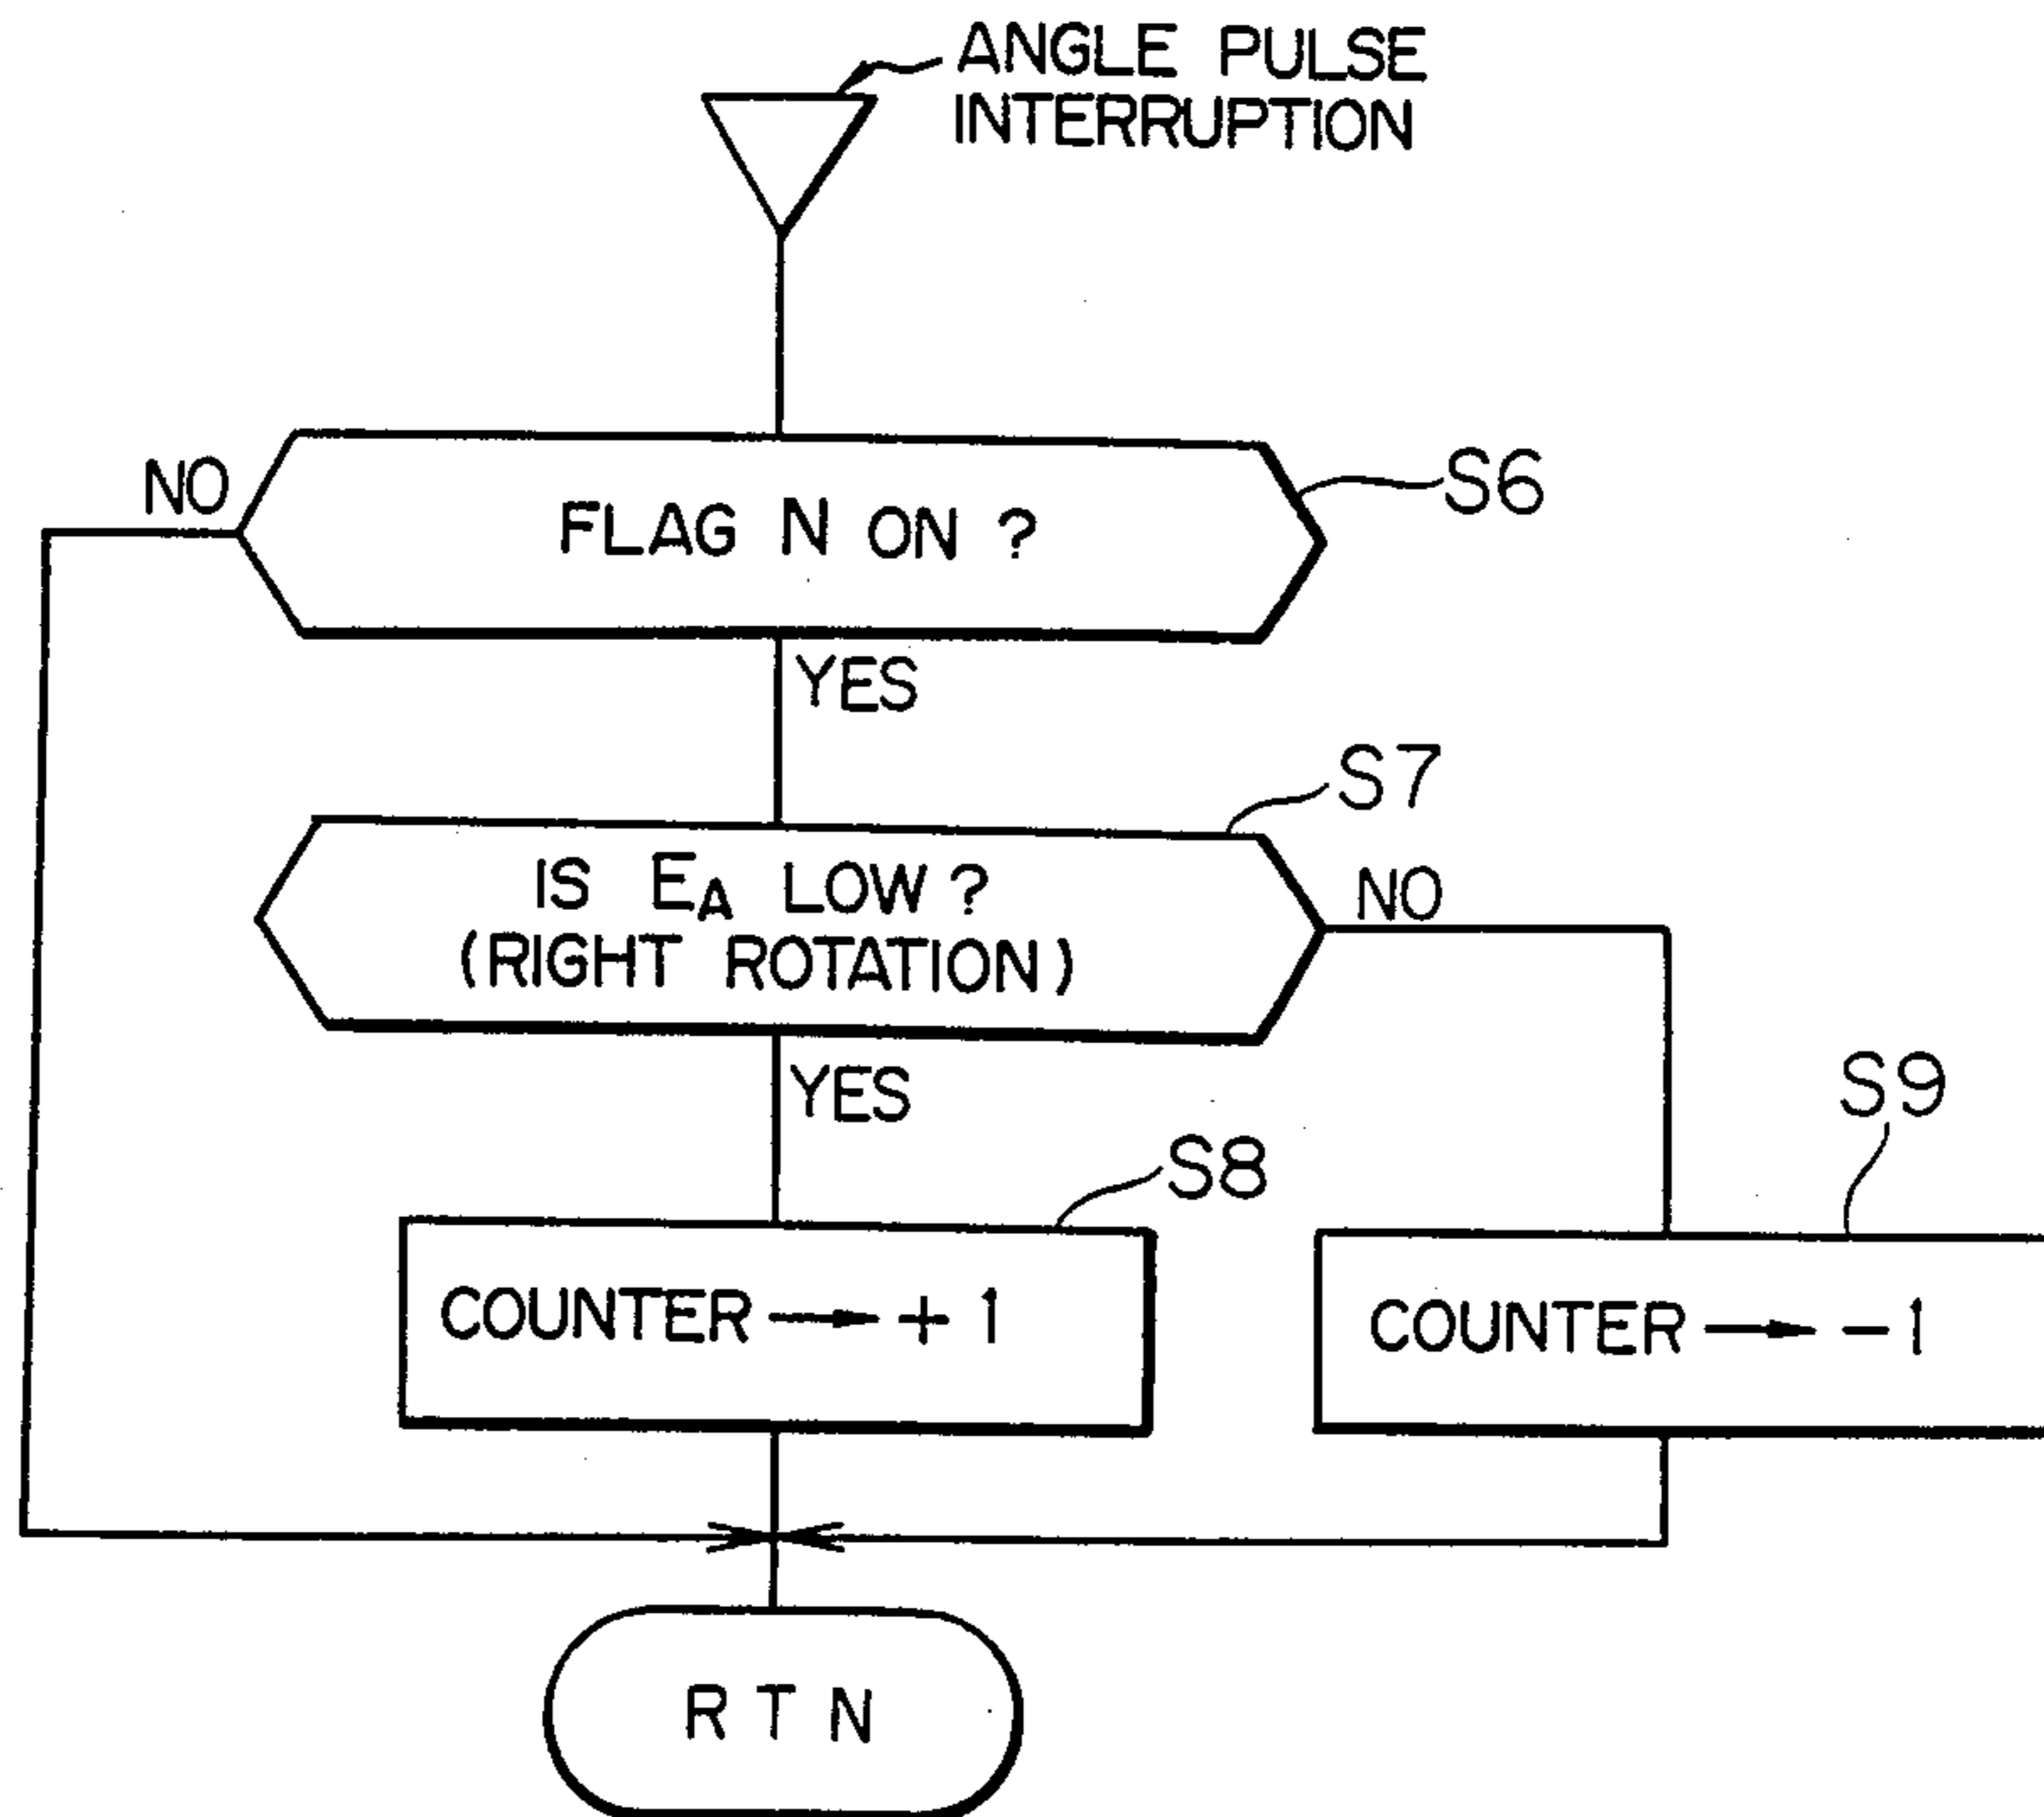 ANGLE PULSE
INTERRUPTION
NO
FLAG N ON ?
S6
YES
S7
IS EA LOW ?
(RIGHT ROTATION)
NO
YES
S8
S9
COUNTER → + 1
COUNTER → - 1
R T N